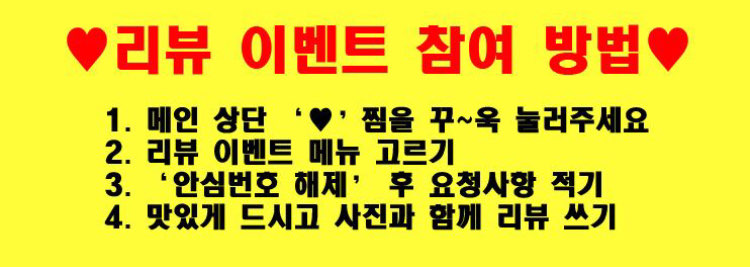 ♥리뷰 이벤트 참여 방법♥
1. 메인 상단 ‘♥’ 찜을 꾸~욱 눌러주세요
2. 리뷰 이벤트 메뉴 고르기
3. ‘안심번호 해제’ 후 요청사항 적기
4. 맛있게 드시고 사진과 함께 리뷰 쓰기